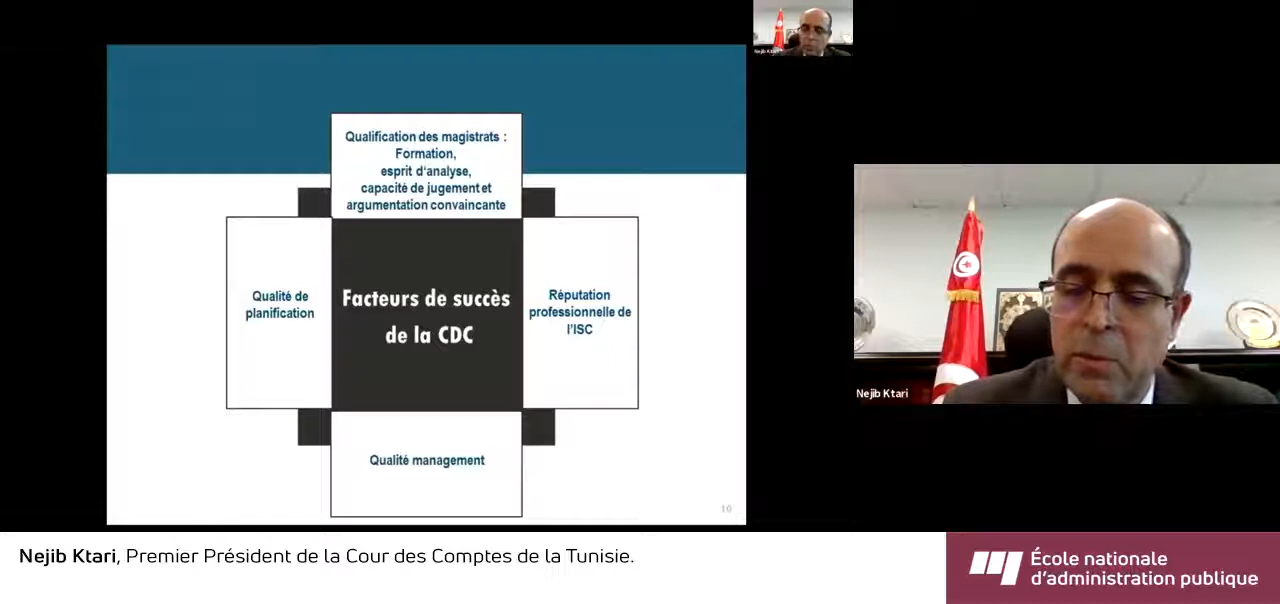 Qualification des magistrats :
Formation,
esprit d'analyse,
capacité de jugement et
argumentation convaincante
Qualité de
planification
Facteurs de succès
de la CDC
Réputation
professionnelle de
l'ISC
Qualité management
10
Nejib Ktari
Nejib Ktari
Nejib Ktari, Premier Président de la Cour des Comptes de la Tunisie.
École nationale
d'administration publique